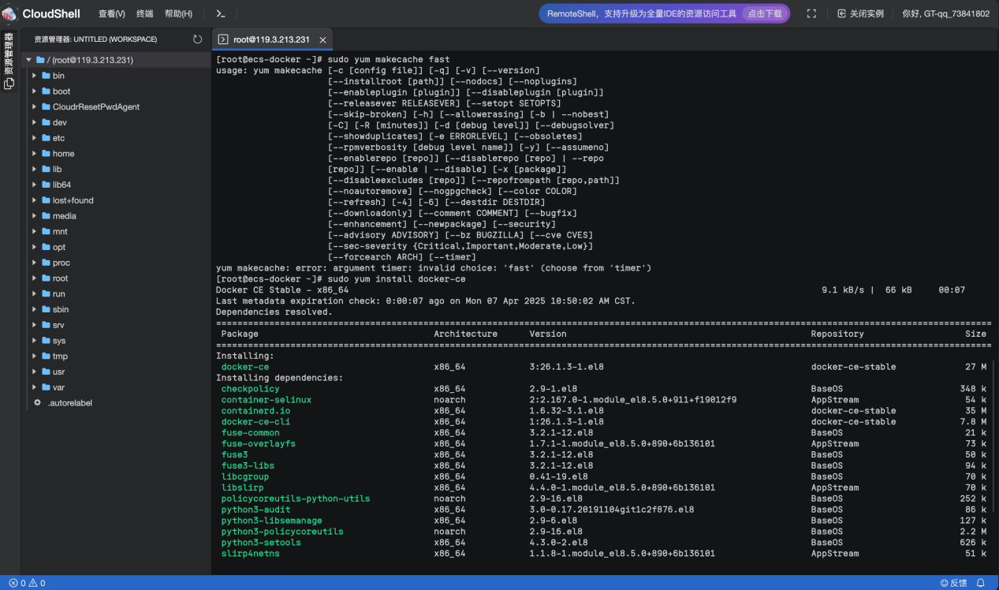 CloudShell 查看(V) 终端 帮助(H) RemoteShell，支持升级为全量IDE的资源访问工具 点击下载 关闭实例 你好, GT-qq_73841802
资源管理器
资源管理器: UNTITLED (WORKSPACE)
/ (root@119.3.213.231)
bin
boot
CloudrResetPwdAgent
dev
etc
home
lib
lib64
lost+found
media
mnt
opt
proc
root
run
sbin
srv
sys
tmp
usr
var
.autorelabel
root@119.3.213.231
[root@ecs-docker ~]# sudo yum makecache fast
usage: yum makecache [-c [config file]] [-q] [-v] [--version]
[--installroot [path]] [--nodocs] [--noplugins]
[--enableplugin [plugin]] [--disableplugin [plugin]]
[--releasever RELEASEVER] [--setopt SETOPTS]
[--skip-broken] [-h] [--allowerasing] [-b | --nobest]
[-C] [-R [minutes]] [-d [debug level]] [--debugsolver]
[--showduplicates] [-e ERRORLEVEL] [--obsoletes]
[--rpmverbosity [debug level name]] [-y] [--assumeno]
[--enablerepo [repo]] [--disablerepo [repo] | --repo
[repo]] [--enable | --disable] [-x [package]]
[--disableexcludes [repo]] [--repofrompath [repo,path]]
[--noautoremove] [--nogpgcheck] [--color COLOR]
[--refresh] [-4] [-6] [--destdir DESTDIR]
[--downloadonly] [--comment COMMENT] [--bugfix]
[--enhancement] [--newpackage] [--security]
[--advisory ADVISORY] [--bz BUGZILLA] [--cve CVES]
[--sec-severity {Critical,Important,Moderate,Low}]
[--forcearch ARCH] [--timer]
yum makecache: error: argument timer: invalid choice: 'fast' (choose from 'timer')
[root@ecs-docker ~]# sudo yum install docker-ce
Docker CE Stable - x86_64 9.1 kB/s | 66 kB 00:07
Last metadata expiration check: 0:00:07 ago on Mon 07 Apr 2025 10:50:02 AM CST.
Dependencies resolved.
Package Architecture Version Repository Size
Installing:
docker-ce x86_64 3:26.1.3-1.el8 docker-ce-stable 27 M
Installing dependencies:
checkpolicy x86_64 2.9-1.el8 BaseOS 348 k
container-selinux noarch 2:2.167.0-1.module_el8.5.0+911+f19012f9 AppStream 54 k
containerd.io x86_64 1.6.32-3.1.el8 docker-ce-stable 35 M
docker-ce-cli x86_64 1:26.1.3-1.el8 docker-ce-stable 7.8 M
fuse-common x86_64 3.2.1-12.el8 BaseOS 21 k
fuse-overlayfs x86_64 1.7.1-1.module_el8.5.0+890+6b136101 AppStream 73 k
fuse3 x86_64 3.2.1-12.el8 BaseOS 50 k
fuse3-libs x86_64 3.2.1-12.el8 BaseOS 94 k
libcgroup x86_64 0.41-19.el8 BaseOS 70 k
libslirp x86_64 4.4.0-1.module_el8.5.0+890+6b136101 AppStream 70 k
policycoreutils-python-utils noarch 2.9-16.el8 BaseOS 252 k
python3-audit x86_64 3.0-0.17.20191104git1c2f876.el8 BaseOS 86 k
python3-libsemanage x86_64 2.9-6.el8 BaseOS 127 k
python3-policycoreutils noarch 2.9-16.el8 BaseOS 2.2 M
python3-setools x86_64 4.3.0-2.el8 BaseOS 626 k
slirp4netns x86_64 1.1.8-1.module_el8.5.0+890+6b136101 AppStream 51 k
0 0 反馈